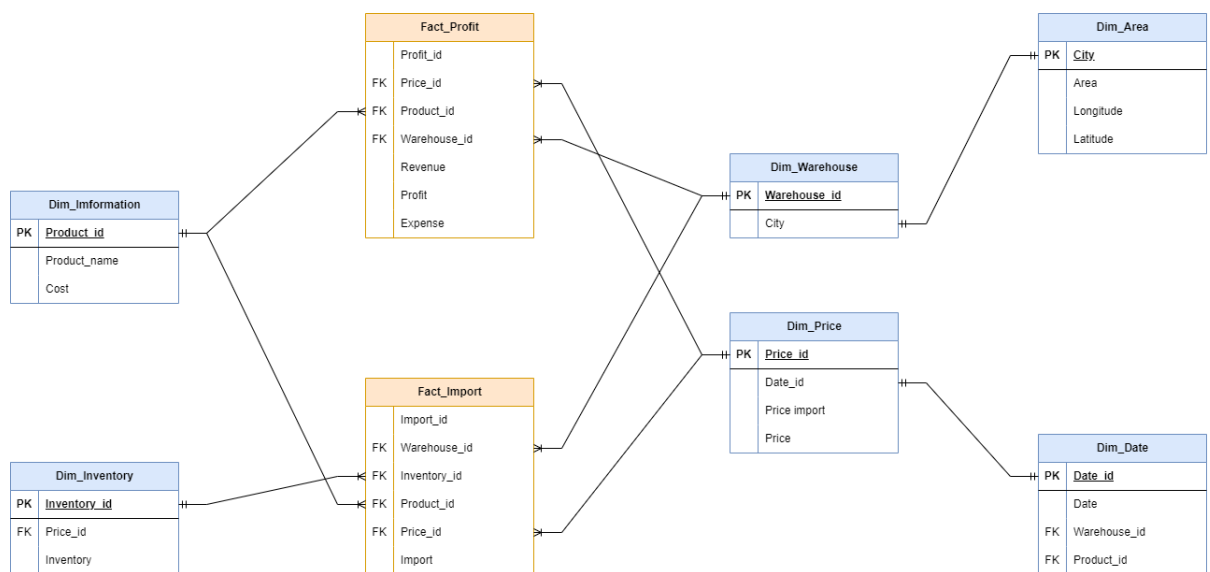 Fact_Profit
Profit_id
FK Price_id
FK Product_id
FK Warehouse_id
Revenue
Profit
Expense
Dim_Area
PK City
Area
Longitude
Latitude
Dim_Warehouse
PK Warehouse_id
City
Dim_Imformation
PK Product_id
Product_name
Cost
Dim_Price
PK Price_id
Date_id
Price import
Price
Fact_Import
Import_id
FK Warehouse_id
FK Inventory_id
FK Product_id
FK Price_id
Import
Dim_Inventory
PK Inventory_id
FK Price_id
Inventory
Dim_Date
PK Date_id
Date
FK Warehouse_id
FK Product_id